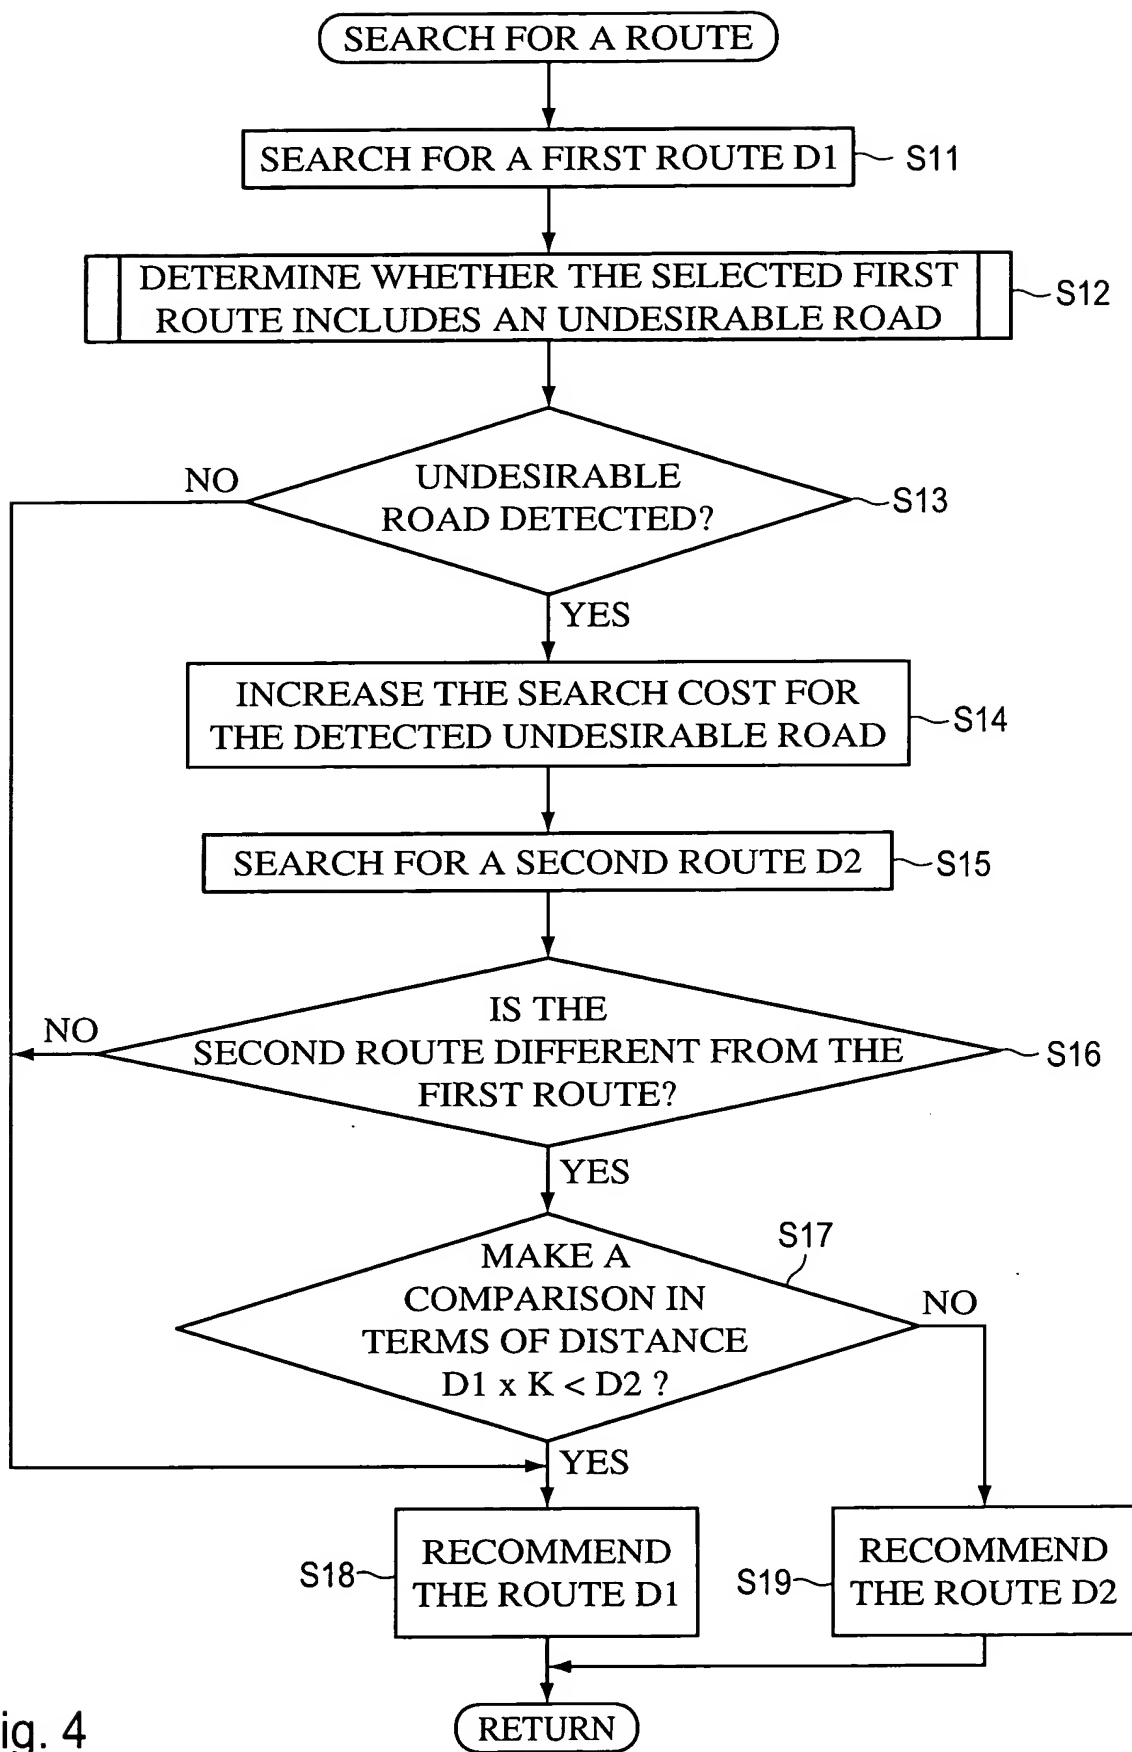 SEARCH FOR A ROUTE
SEARCH FOR A FIRST ROUTE D1
S11
DETERMINE WHETHER THE SELECTED FIRST
ROUTE INCLUDES AN UNDESIRABLE ROAD
S12
NO
UNDESIRABLE
ROAD DETECTED?
S13
YES
INCREASE THE SEARCH COST FOR
THE DETECTED UNDESIRABLE ROAD
S14
SEARCH FOR A SECOND ROUTE D2
S15
NO
IS THE
SECOND ROUTE DIFFERENT FROM THE
FIRST ROUTE?
S16
YES
S17
MAKE A
COMPARISON IN
TERMS OF DISTANCE
D1 x K < D2 ?
NO
YES
S18
RECOMMEND
THE ROUTE D1
S19
RECOMMEND
THE ROUTE D2
RETURN
ig. 4